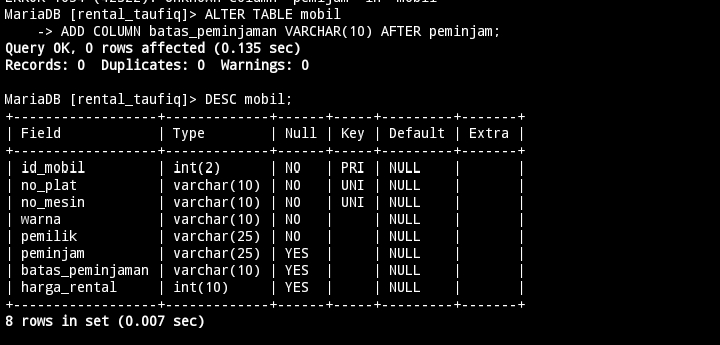 MariaDB [rental_taufiq]> ALTER TABLE mobil
    -> ADD COLUMN batas_peminjaman VARCHAR(10) AFTER peminjam;
Query OK, 0 rows affected (0.135 sec)
Records: 0  Duplicates: 0  Warnings: 0

MariaDB [rental_taufiq]> DESC mobil;
+------------------+-------------+------+-----+---------+-------+
| Field            | Type        | Null | Key | Default | Extra |
+------------------+-------------+------+-----+---------+-------+
| id_mobil         | int(2)      | NO   | PRI | NULL    |       |
| no_plat          | varchar(10) | NO   | UNI | NULL    |       |
| no_mesin         | varchar(10) | NO   | UNI | NULL    |       |
| warna            | varchar(10) | NO   |     | NULL    |       |
| pemilik          | varchar(25) | NO   |     | NULL    |       |
| peminjam         | varchar(25) | YES  |     | NULL    |       |
| batas_peminjaman | varchar(10) | YES  |     | NULL    |       |
| harga_rental     | int(10)     | YES  |     | NULL    |       |
+------------------+-------------+------+-----+---------+-------+
8 rows in set (0.007 sec)